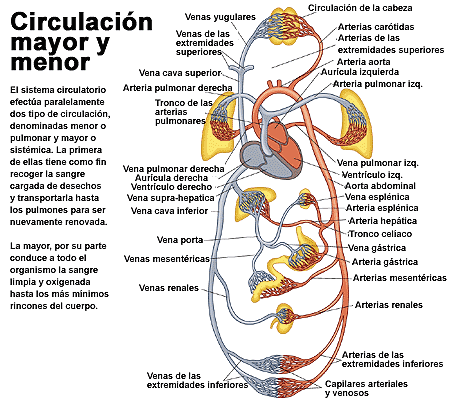 Circulación
mayor y
menor
El sistema circulatorio
efectúa paralelamente
dos tipo de circulación,
denominadas menor o
pulmonar y mayor o
sistémica. La primera
de ellas tiene como fin
recoger la sangre
cargada de desechos
y transportarla hasta
los pulmones para ser
nuevamente renovada.
La mayor, por su parte
conduce a todo el
organismo la sangre
limpia y oxigenada
hasta los más mínimos
rincones del cuerpo.
Venas yugulares
Venas de las
extremidades
superiores
Vena cava superior
Arteria pulmonar derecha
Tronco de las
arterias
pulmonares
Vena pulmonar derecha
Aurícula derecha
Ventrículo derecho
Vena supra-hepatica
Vena cava inferior
Vena porta
Venas mesentéricas
Venas renales
Venas de las
extremidades inferiores
Circulación de la cabeza
Arterias carótidas
Arterias de las
extremidades superiores
Arteria aorta
Aurícula izquierda
Arteria pulmonar izq.
Vena pulmonar izq.
Ventrículo izq.
Aorta abdominal
Vena esplénica
Arteria esplénica
Arteria hepática
Tronco celiaco
Vena gástrica
Arteria gástrica
Arterias mesentéricas
Arterias renales
Arterias de las
extremidades inferiores
Capilares arteriales
y venosos